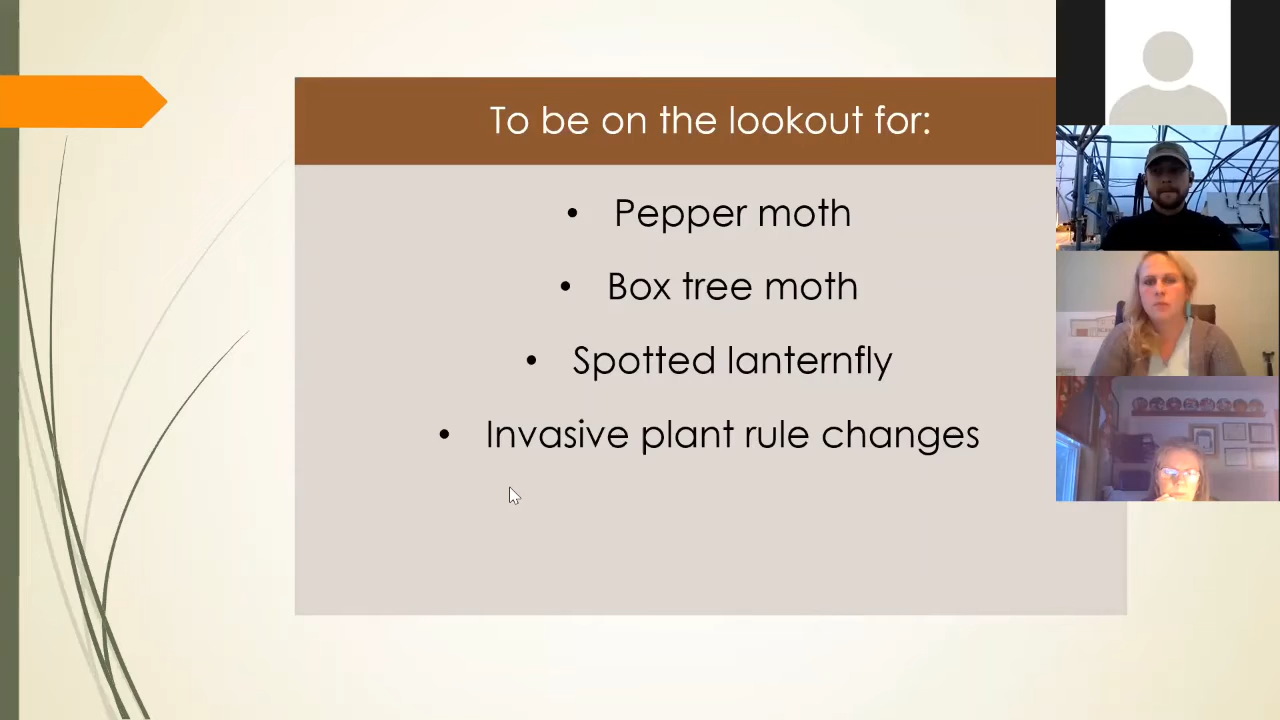 To be on the lookout for:
• Pepper moth
• Box tree moth
• Spotted lanternfly
• Invasive plant rule changes